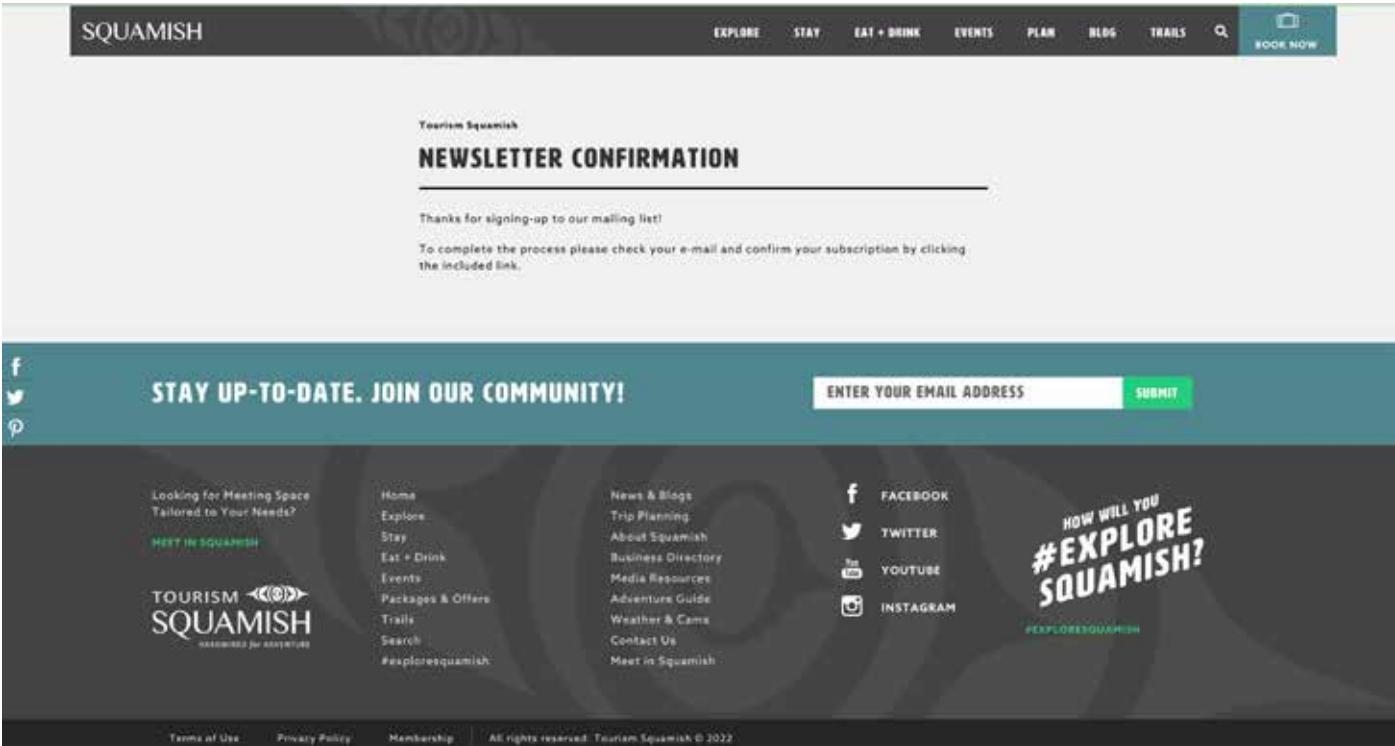 SQUAMISH
EXPLORE STAY EAT + DRINK EVENTS PLAN BLOG TRAILS
BOOK NOW
Tourism Squamish
NEWSLETTER CONFIRMATION
Thanks for signing-up to our mailing list!
To complete the process please check your e-mail and confirm your subscription by clicking
the included link.
STAY UP-TO-DATE. JOIN OUR COMMUNITY!
ENTER YOUR EMAIL ADDRESS
SUBMIT
Looking for Meeting Space
Tailored to Your Needs?
MEET IN SQUAMISH
TOURISM
SQUAMISH
HARDWIRED for ADVENTURE
Home
Explore
Stay
Eat + Drink
Events
Packages & Offers
Trails
Search
#exploresquamish
News & Blogs
Trip Planning
About Squamish
Business Directory
Media Resources
Adventure Guide
Weather & Cams
Contact Us
Meet in Squamish
FACEBOOK
TWITTER
You Tube YOUTUBE
INSTAGRAM
HOW WILL YOU
#EXPLORE
SQUAMISH?
#EXPLORESQUAMISH
Terms of Use Privacy Policy Membership All rights reserved. Tourism Squamish © 2022